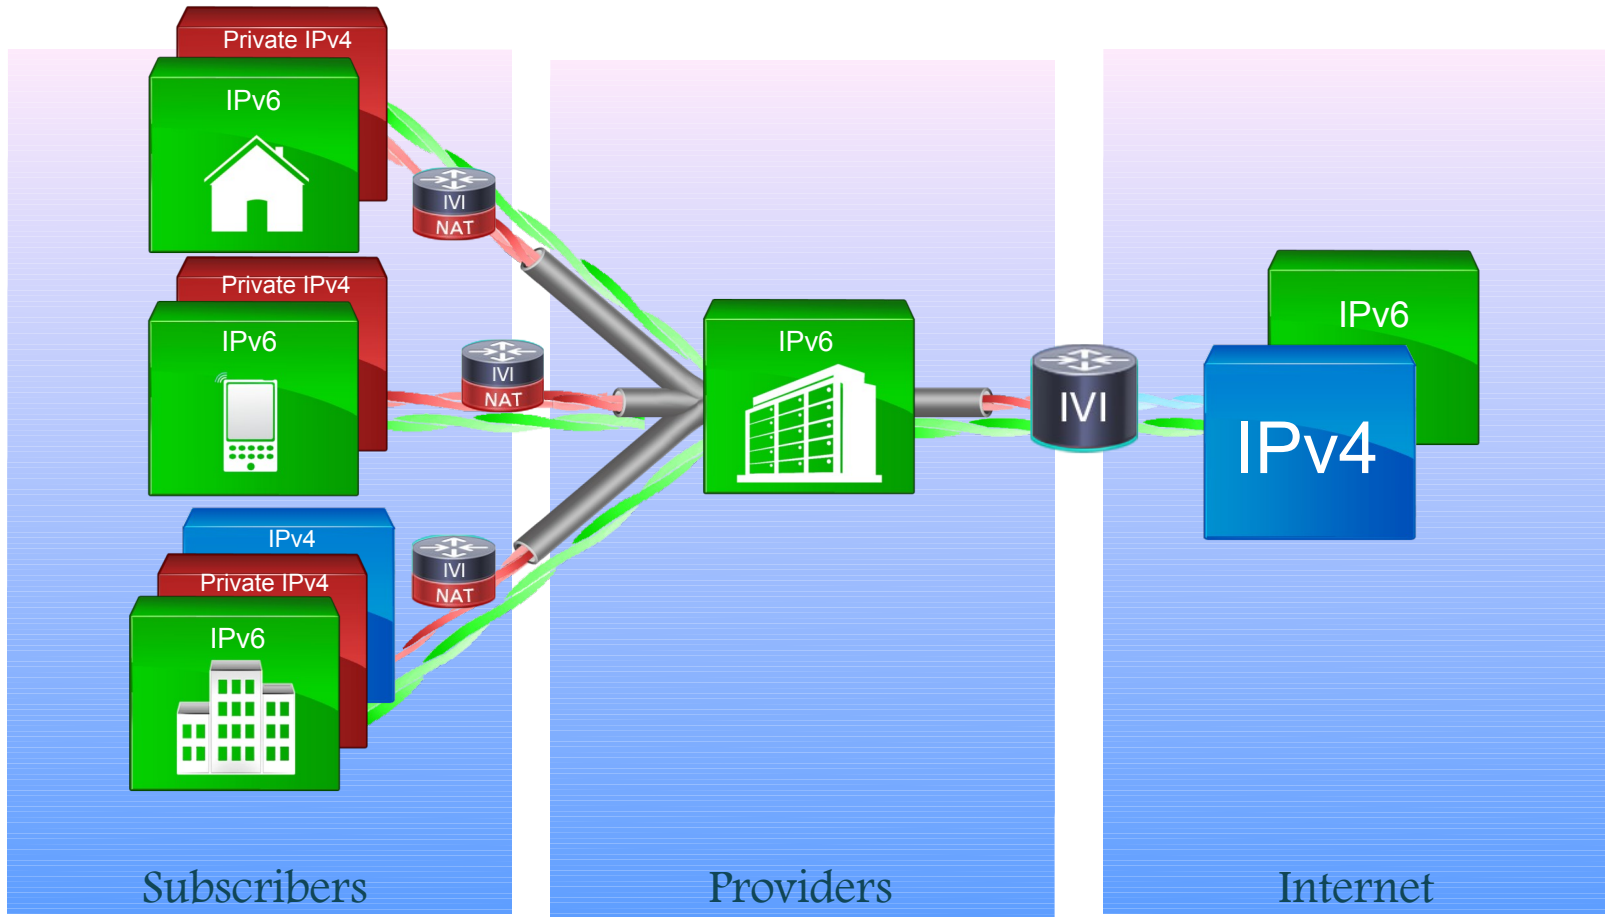 Private IPv4
IPv6
IVI
NAT
Private IPv4
IPv6
IVI
NAT
IPv4
Private IPv4
IPv6
IVI
NAT
IPv6
IVI
IPv6
IPv4
Subscribers
Providers
Internet